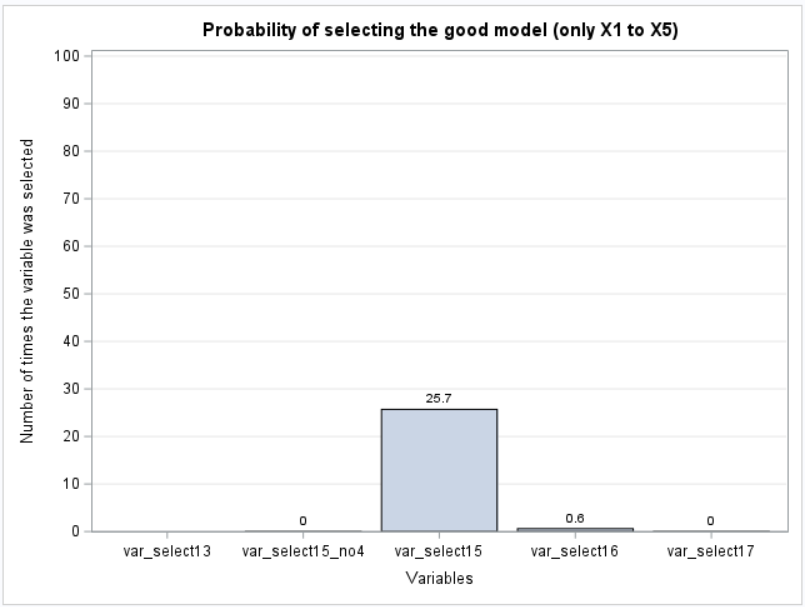 Probability of selecting the good model (only X1 to X5)
Number of times the variable was selected
100
90
80
70
60
50
40
30
20
10
0
0
25.7
0.6
0
var_select13
var_select15_no4
var_select15
var_select16
var_select17
Variables